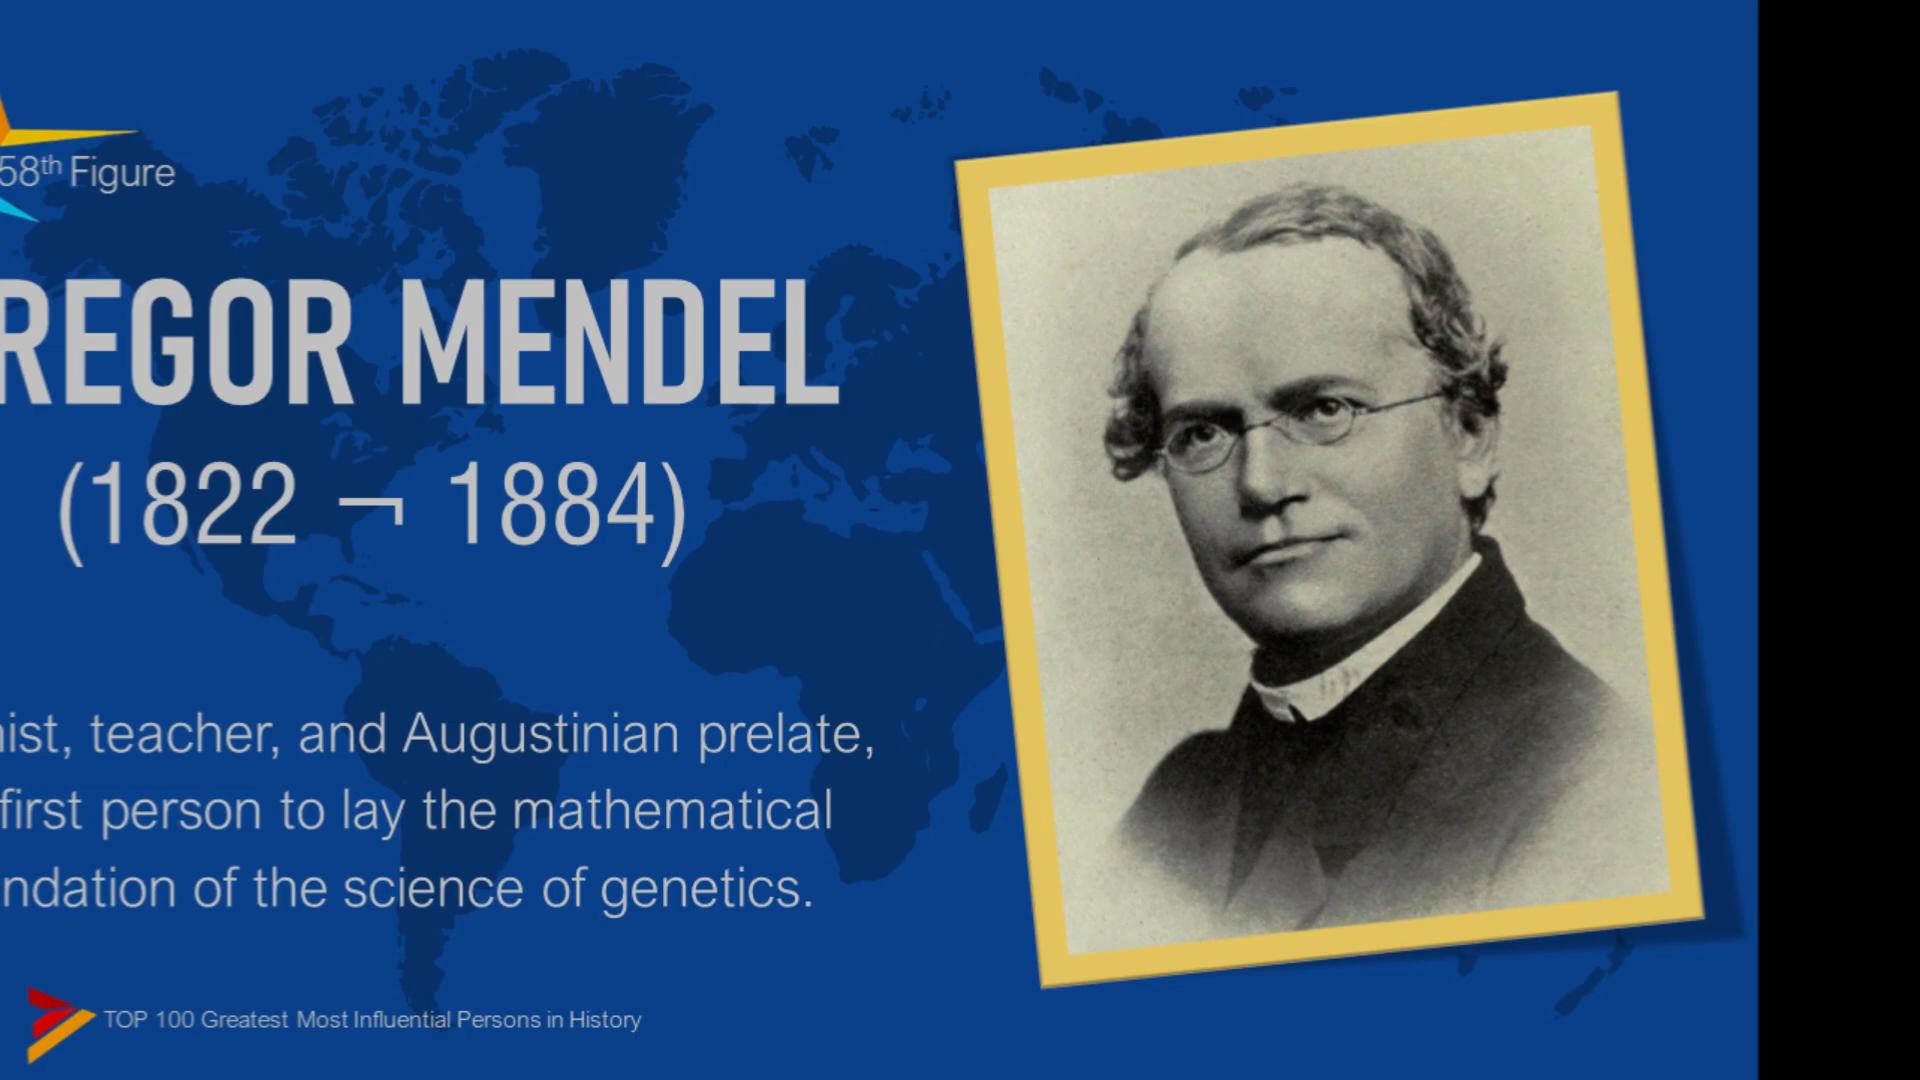 58th Figure
REGOR MENDEL
(1822 ¬ 1884)
ist, teacher, and Augustinian prelate,
first person to lay the mathematical
ndation of the science of genetics.
TOP 100 Greatest Most Influential Persons in History